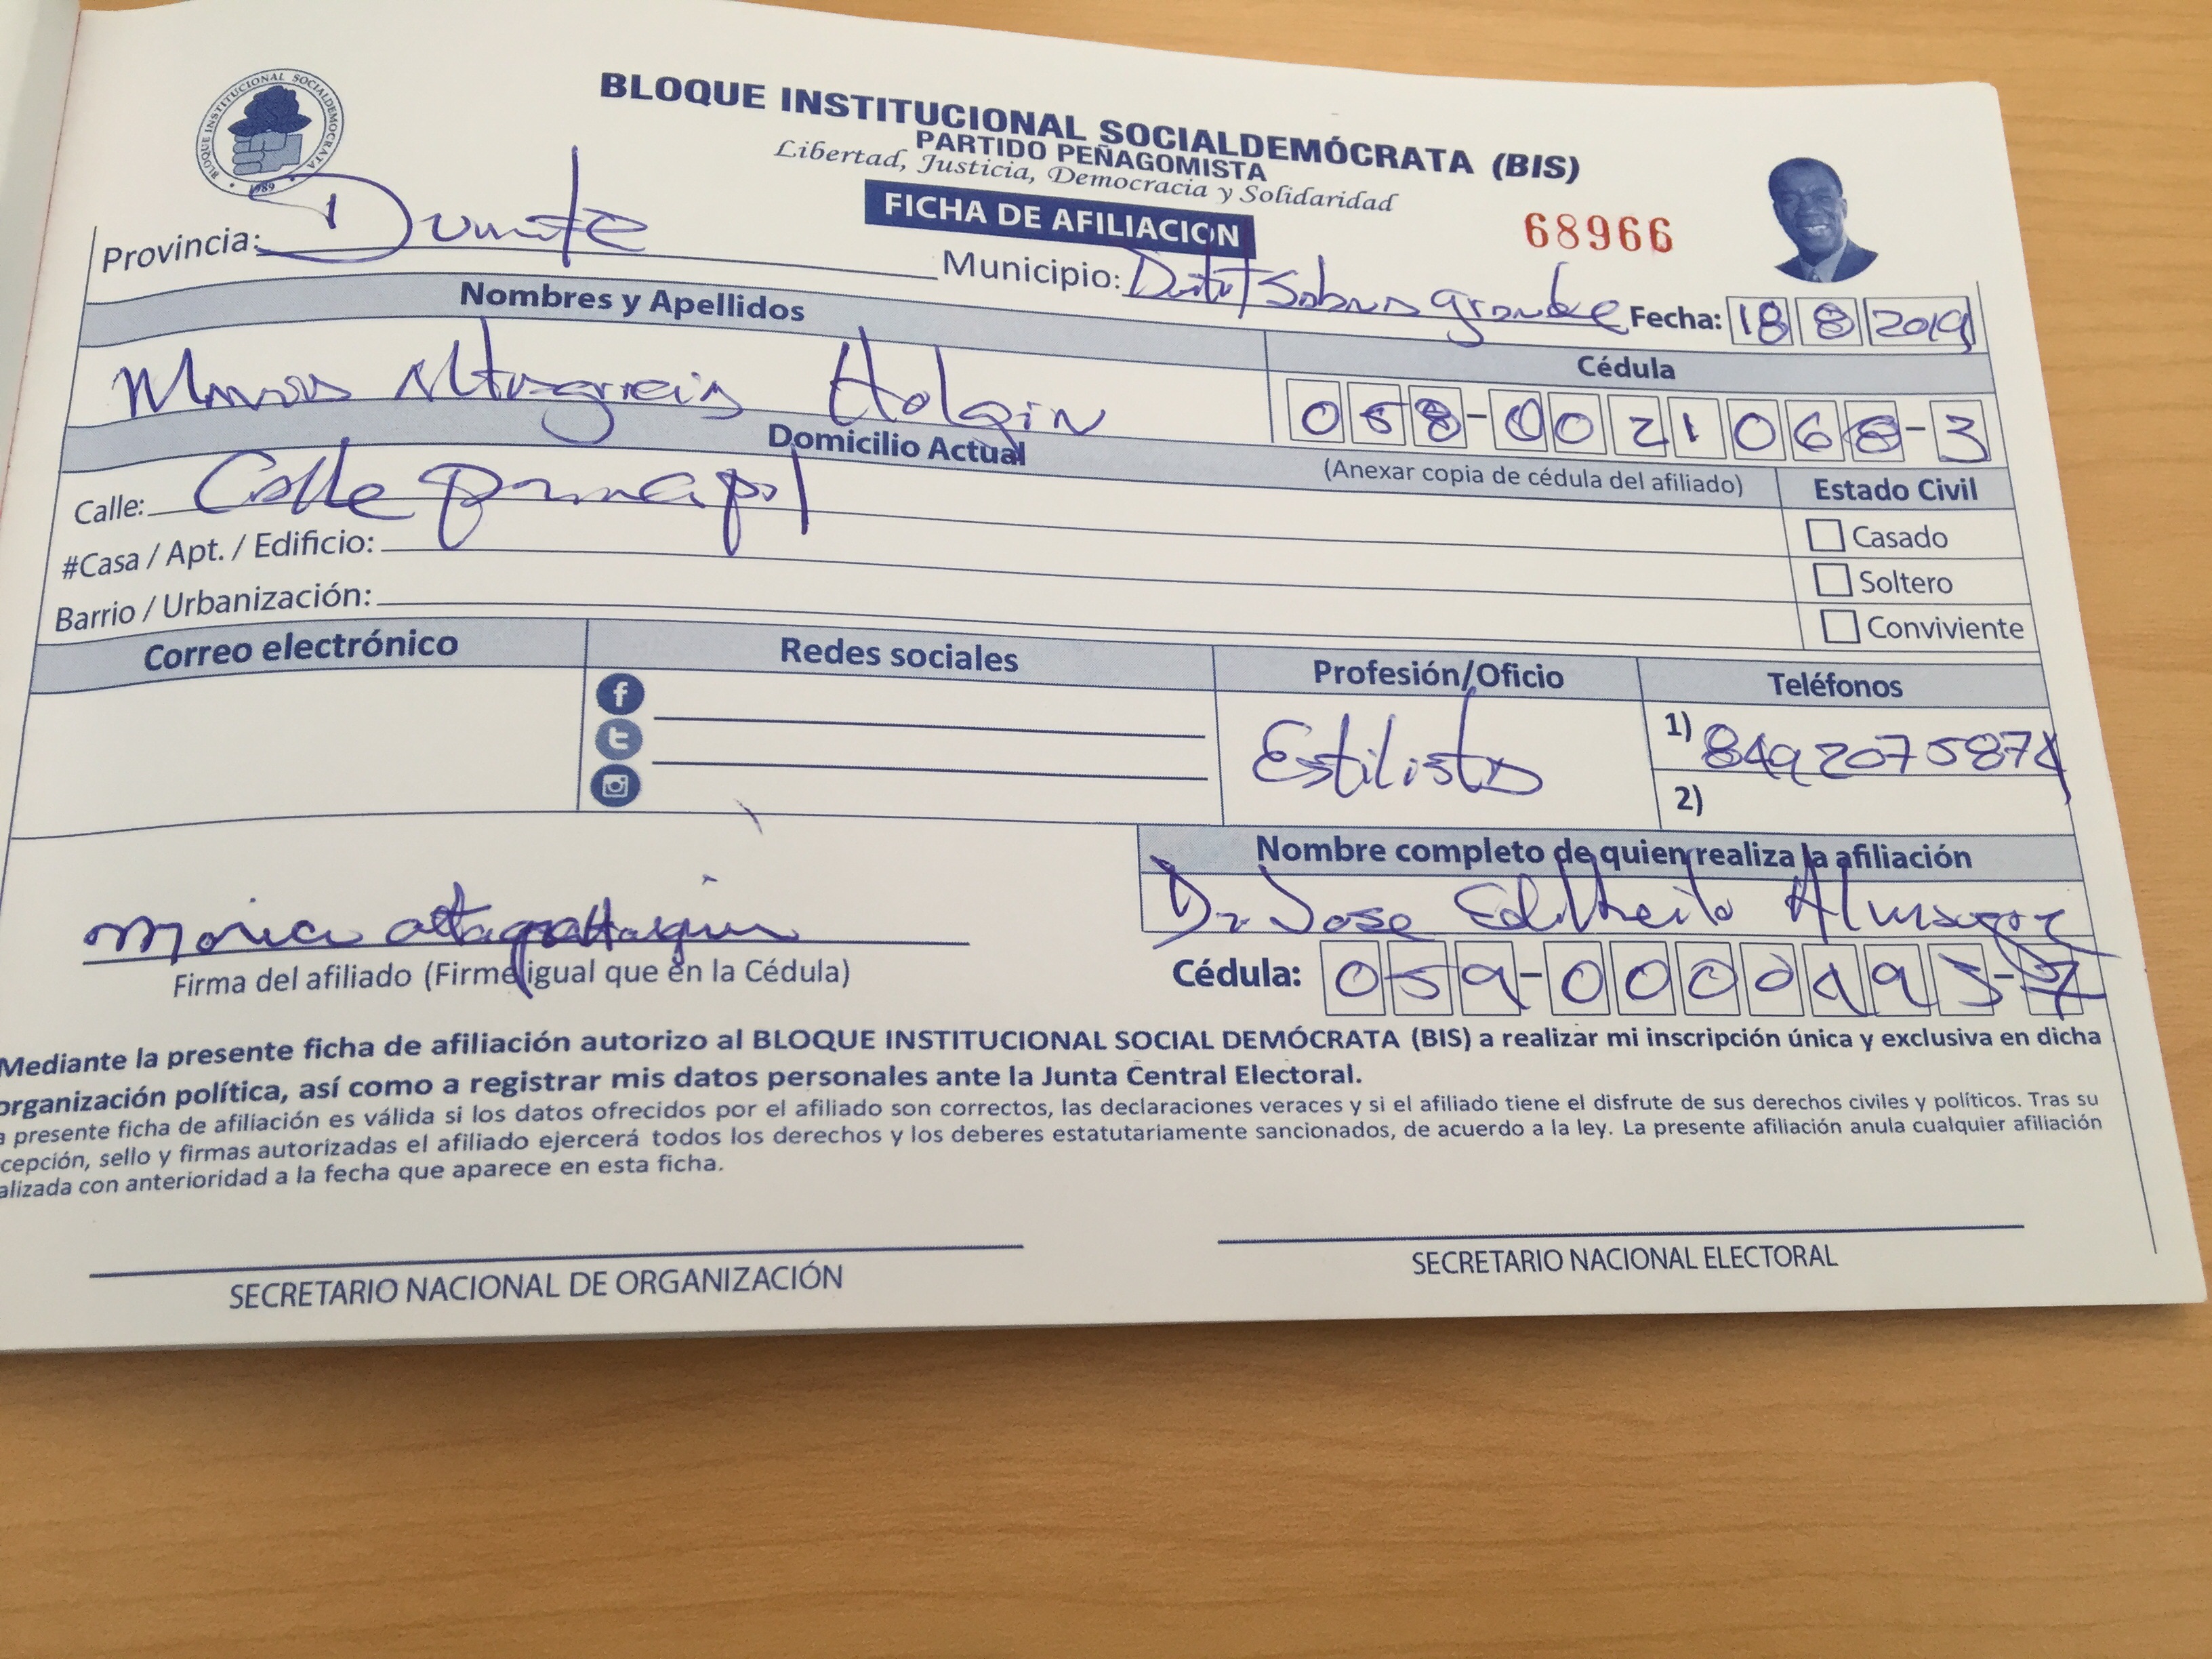 BLOQUE INSTITUCIONAL SOCIALDEMOCRATA
1989
BLOQUE INSTITUCIONAL SOCIALDEMÓCRATA (BIS)
PARTIDO PEÑAGOMISTA
Libertad, Justicia, Democracia y Solidaridad
FICHA DE AFILIACION
68966
Provincia: Duarte
Municipio: grande
Fecha: 18 8 2019
Nombres y Apellidos
Cédula
Holgin
058-0021068-3
Domicilio Actual
(Anexar copia de cédula del afiliado)
Estado Civil
Calle: Calle principal
Casado
#Casa / Apt. / Edificio:
Soltero
Barrio / Urbanización:
Conviviente
Correo electrónico
Redes sociales
Profesión/Oficio
Teléfonos
f
t
Estilista
1) 849207587
2)
Nombre completo de quien realiza la afiliación
Dr Jose
Maria
Firma del afiliado (Firme igual que en la Cédula)
Cédula: 059-0000193-7
Mediante la presente ficha de afiliación autorizo al BLOQUE INSTITUCIONAL SOCIAL DEMÓCRATA (BIS) a realizar mi inscripción única y exclusiva en dicha
organización política, así como a registrar mis datos personales ante la Junta Central Electoral.
a presente ficha de afiliación es válida si los datos ofrecidos por el afiliado son correctos, las declaraciones veraces y si el afiliado tiene el disfrute de sus derechos civiles y políticos. Tras su
cepción, sello y firmas autorizadas el afiliado ejercerá todos los derechos y los deberes estatutariamente sancionados, de acuerdo a la ley. La presente afiliación anula cualquier afiliación
alizada con anterioridad a la fecha que aparece en esta ficha.
SECRETARIO NACIONAL DE ORGANIZACIÓN
SECRETARIO NACIONAL ELECTORAL